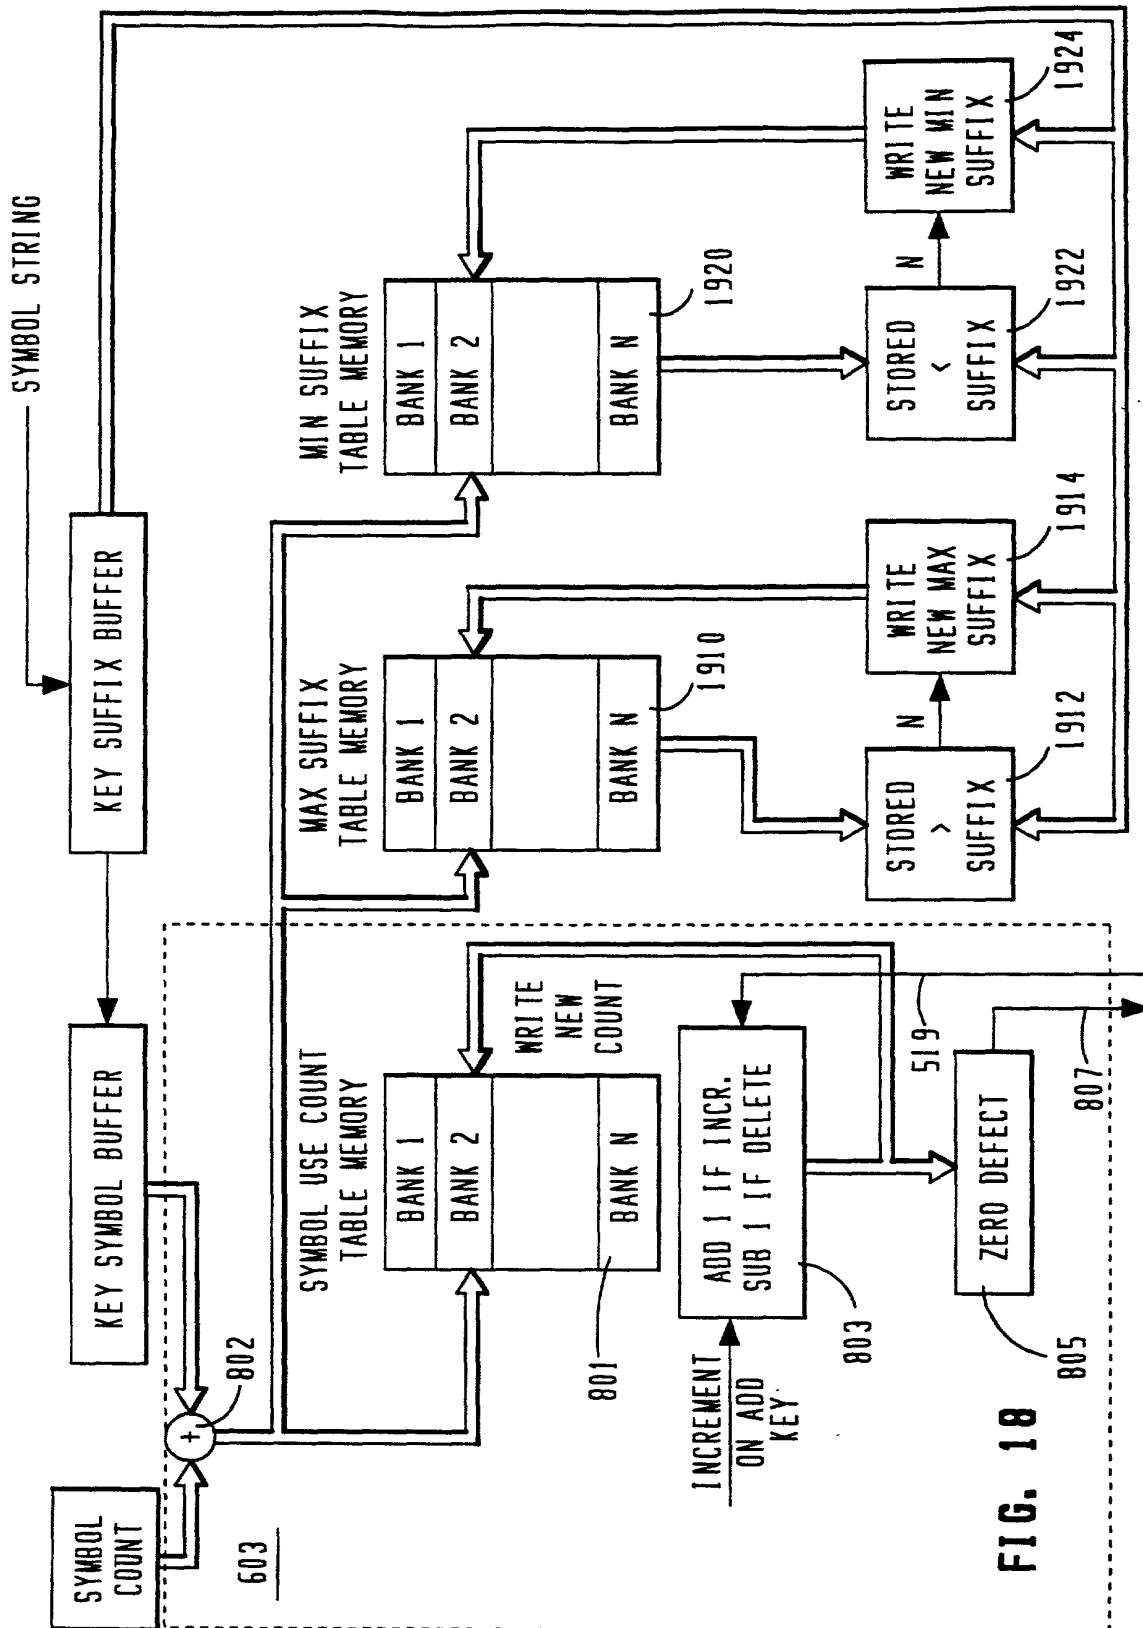 SYMBOL
COUNT
KEY SYMBOL BUFFER
KEY SUFFIX BUFFER
SYMBOL STRING
603
+
802
SYMBOL USE COUNT
TABLE MEMORY
BANK 1
BANK 2
BANK N
801
WRITE
NEW
COUNT
INCREMENT
ON ADD
KEY
ADD 1 IF INCR.
SUB 1 IF DELETE
803
519
ZERO DEFECT
805
807
MAX SUFFIX
TABLE MEMORY
BANK 1
BANK 2
BANK N
1910
STORED
>
SUFFIX
1912
N
WRITE
NEW MAX
SUFFIX
1914
MIN SUFFIX
TABLE MEMORY
BANK 1
BANK 2
BANK N
1920
STORED
<
SUFFIX
1922
N
WRITE
NEW MIN
SUFFIX
1924
FIG. 18